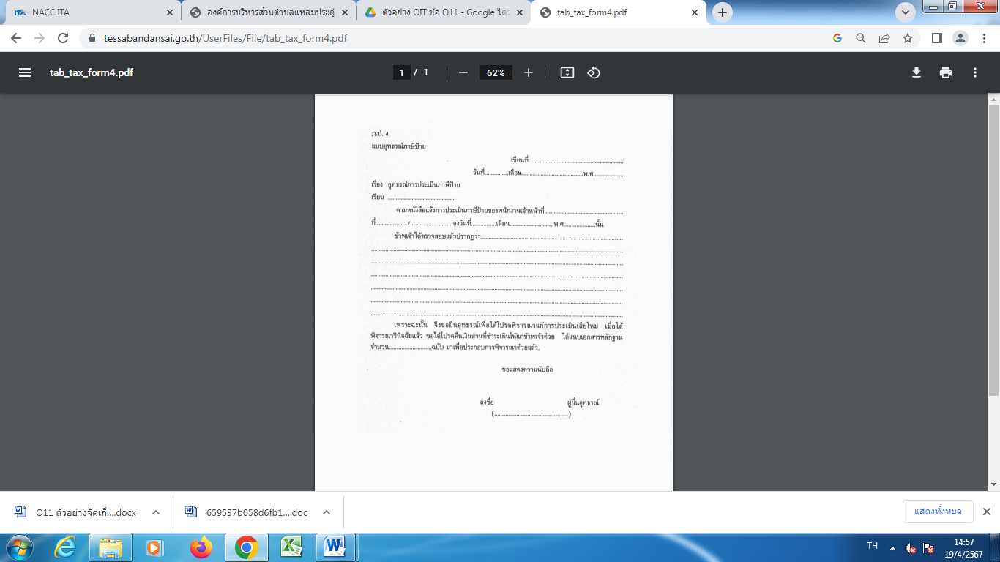 NACC ITA
องค์การบริหารส่วนตำบลแหล่มประดู่
ตัวอย่าง OIT ข้อ O11 - Google ไดร
tab_tax_form4.pdf
tessabandansai.go.th/UserFiles/File/tab_tax_form4.pdf
tab_tax_form4.pdf
1 / 1
62%
ภ.ป. 4
แบบอุทธรณ์ภาษีป้าย
เขียนที่..............................
วันที่...............เดือน..............................พ.ศ...............
เรื่อง อุทธรณ์การประเมินภาษีป้าย
เรียน ..............................
ตามหนังสือแจ้งการประเมินภาษีป้ายของพนักงานเจ้าหน้าที่..............................
ที่.................../.......................ลงวันที่...............เดือน.........................พ.ศ....................นั้น
ข้าพเจ้าได้ตรวจสอบแล้วปรากฏว่า..............................
เพราะฉะนั้น จึงขอยื่นอุทธรณ์เพื่อได้โปรดพิจารณาแก้การประเมินเสียใหม่ เมื่อได้
พิจารณาวินิจฉัยแล้ว ขอได้โปรดคืนเงินส่วนที่ชำระเกินให้แก่ข้าพเจ้าด้วย ได้แนบเอกสารหลักฐาน
จำนวน.........................ฉบับ มาเพื่อประกอบการพิจารณาด้วยแล้ว.
ขอแสดงความนับถือ
ลงชื่อ ผู้ยื่นอุทธรณ์
(........................................)
O11 ตัวอย่างจัดเก็....docx
659537b058d6fb1....doc
แสดงทั้งหมด
TH
14:57
19/4/2567